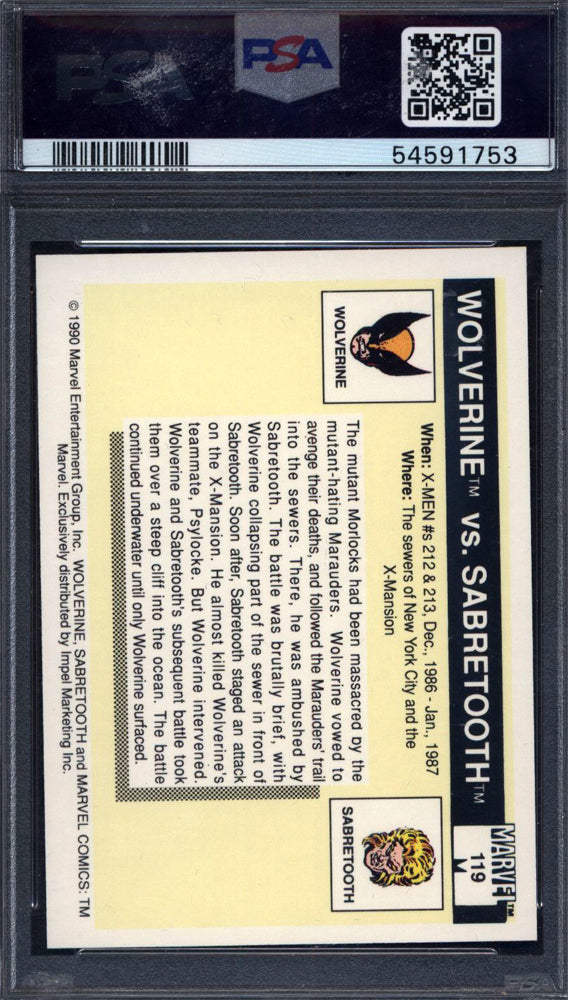 PSA
PSA
54591753
WOLVERINE™ vs. SABRETOOTH™
MARVEL™
119
M
WOLVERINE
When: X-MEN #s 212 & 213, Dec., 1986 - Jan., 1987
Where: The sewers of New York City and the
X-Mansion
SABRETOOTH
The mutant Morlocks had been massacred by the
mutant-hating Marauders. Wolverine vowed to
avenge their deaths, and followed the Marauders' trail
into the sewers. There, he was ambushed by
Sabretooth. The battle was brutally brief, with
Wolverine collapsing part of the sewer in front of
Sabretooth. Soon after, Sabretooth staged an attack
on the X-Mansion. He almost killed Wolverine's
teammate, Psylocke. But Wolverine intervened.
Wolverine and Sabretooth's subsequent battle took
them over a steep cliff into the ocean. The battle
continued underwater until only Wolverine surfaced.
© 1990 Marvel Entertainment Group, Inc. WOLVERINE, SABRETOOTH and MARVEL COMICS: TM
Marvel. Exclusively distributed by Impel Marketing Inc.
PSA